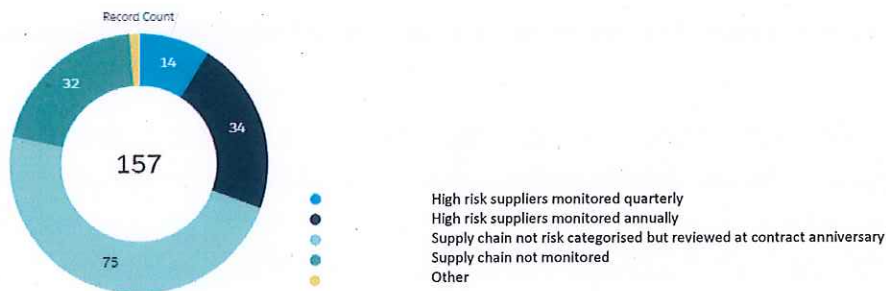 Record Count
14
32
34
157
75
High risk suppliers monitored quarterly
High risk suppliers monitored annually
Supply chain not risk categorised but reviewed at contract anniversary
Supply chain not monitored
Other